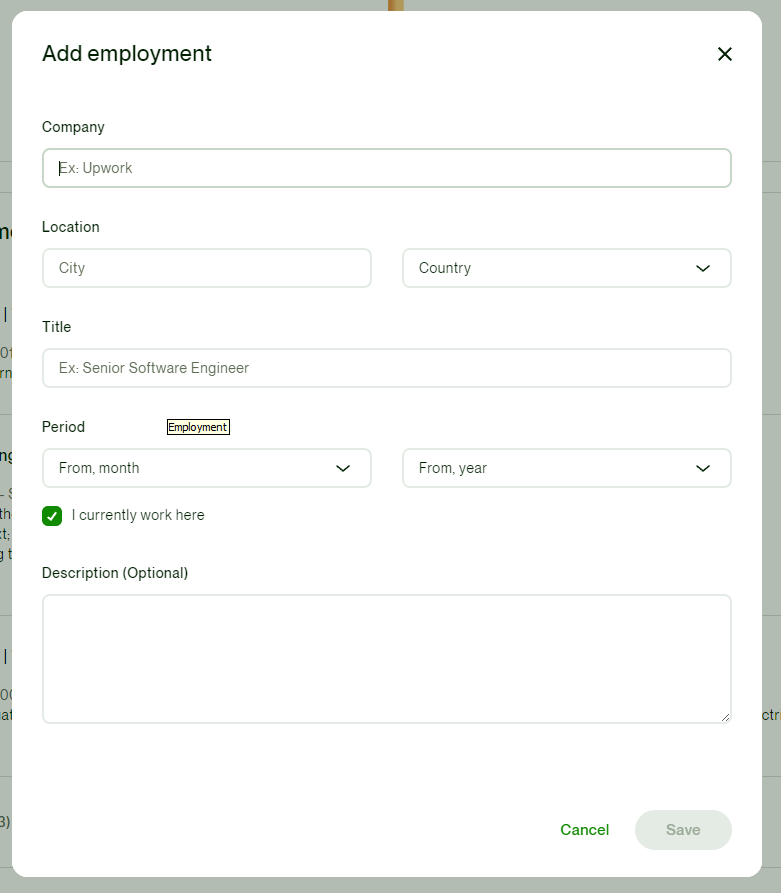 Add employment
Company
Ex: Upwork
Location
City
Country
Title
Ex: Senior Software Engineer
Period
Employment
From, month
From, year
I currently work here
Description (Optional)
Cancel
Save